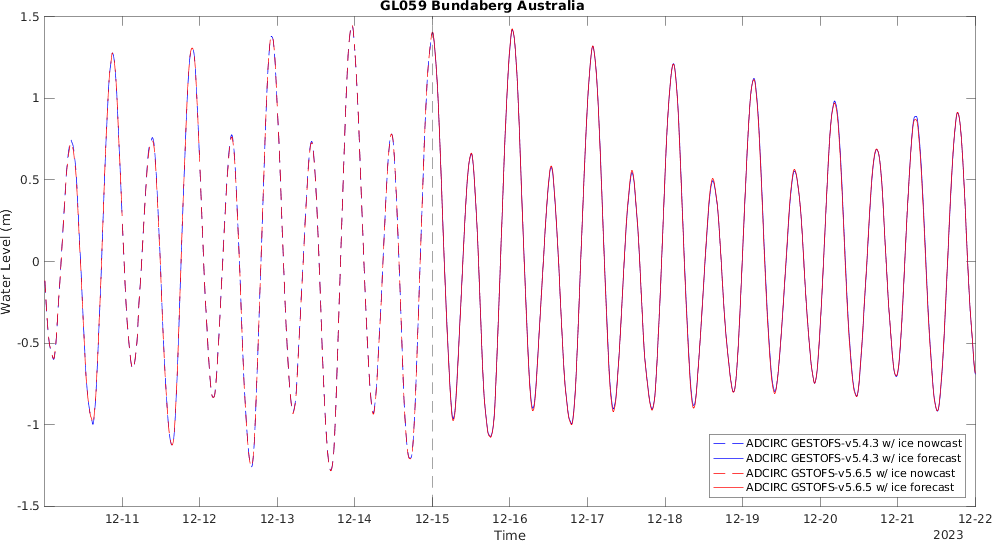 GL059 Bundaberg Australia
1.5
1
0.5
0
-0.5
-1
-1.5
Water Level (m)
12-11 12-12 12-13 12-14 12-15 12-16 12-17 12-18 12-19 12-20 12-21 12-22
Time
2023
ADCIRC GESTOFS-v5.4.3 w/ ice nowcast
ADCIRC GESTOFS-v5.4.3 w/ ice forecast
ADCIRC GSTOFS-v5.6.5 w/ ice nowcast
ADCIRC GSTOFS-v5.6.5 w/ ice forecast